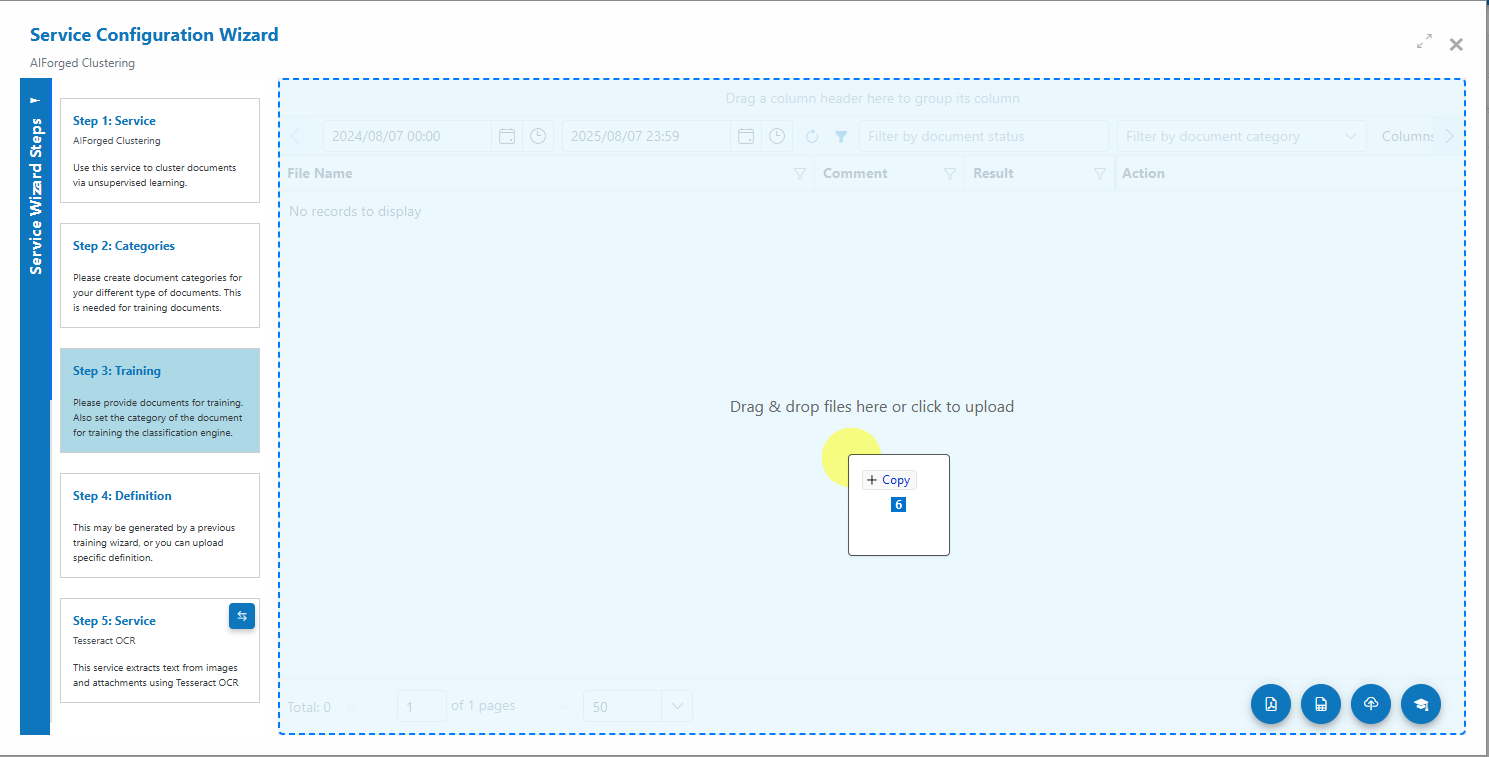 Service Configuration Wizard
AIForged Clustering
Service Wizard Steps
Step 1: Service
AIForged Clustering
Use this service to cluster documents
via unsupervised learning.
Step 2: Categories
Please create document categories for
your different type of documents. This
is needed for training documents.
Step 3: Training
Please provide documents for training.
Also set the category of the document
for training the classification engine.
Step 4: Definition
This may be generated by a previous
training wizard, or you can upload
specific definition.
Step 5: Service
Tesseract OCR
This service extracts text from images
and attachments using Tesseract OCR
Drag a column header here to group its column
2024/08/07 00:00 2025/08/07 23:59 Filter by document status Filter by document category Columns
File Name Comment Result Action
No records to display
Drag & drop files here or click to upload
+ Copy
6
Total: 0 1 of 1 pages 50